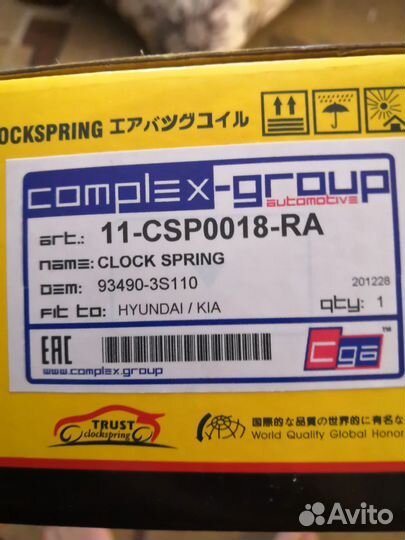 CLOCKSPRING エアバツグコイル
complex-group
automotive
art.: 11-CSP0018-RA
name: CLOCK SPRING
oem: 93490-3S110
201228
fit to: HYUNDAI / KIA
qty: 1
EAC
www.complex.group
cga
TRUST
clockspring
国際的な品質の世界的に有名な
World Quality Global Honor
Avito